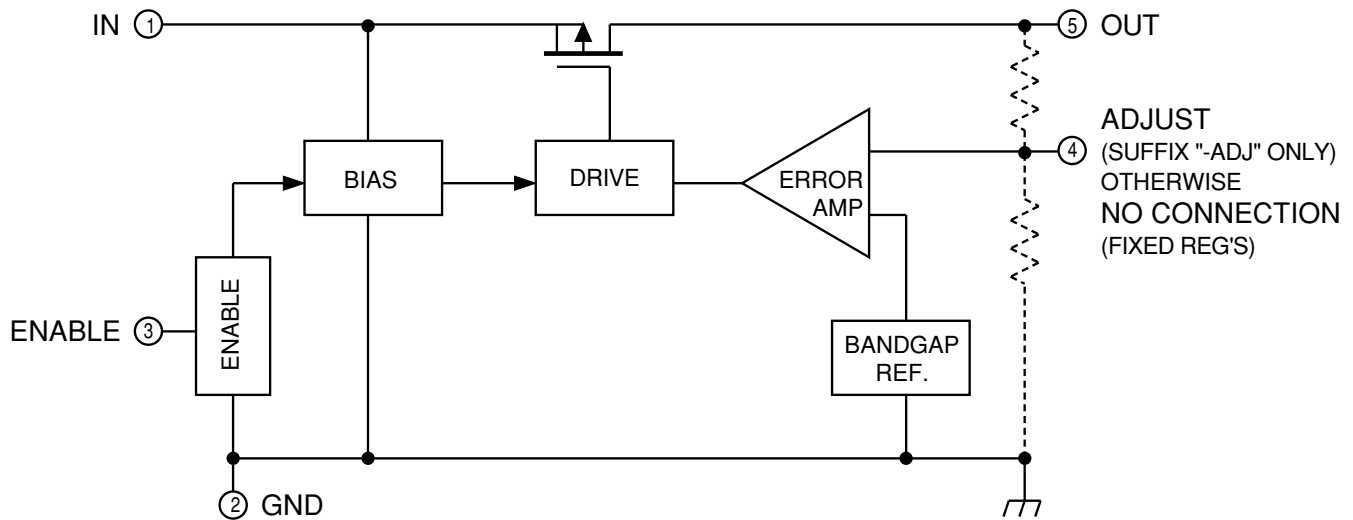 IN 1
5 OUT
ADJUST
4 (SUFFIX "-ADJ" ONLY)
OTHERWISE
NO CONNECTION
(FIXED REG'S)
BIAS
DRIVE
ERROR
AMP
ENABLE
ENABLE 3
BANDGAP
REF.
2 GND